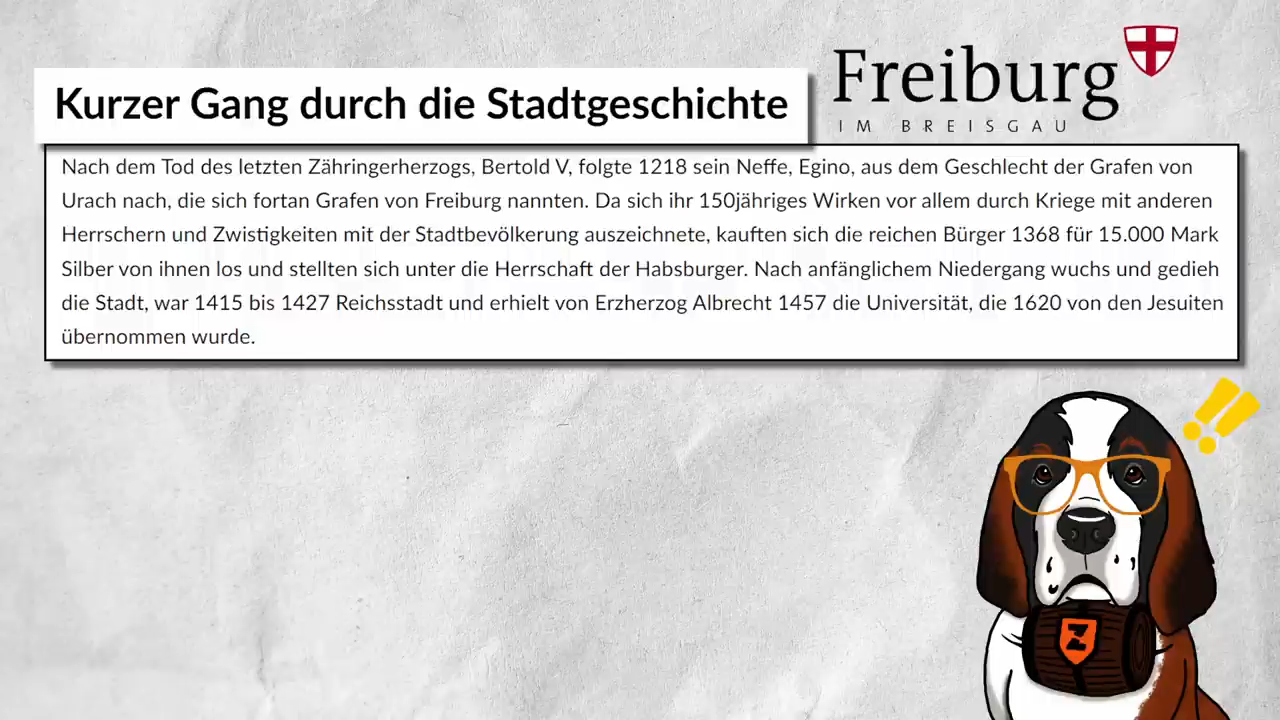 Freiburg
IM BREISGAU
Kurzer Gang durch die Stadtgeschichte
Nach dem Tod des letzten Zähringerherzogs, Bertold V, folgte 1218 sein Neffe, Egino, aus dem Geschlecht der Grafen von
Urach nach, die sich fortan Grafen von Freiburg nannten. Da sich ihr 150jähriges Wirken vor allem durch Kriege mit anderen
Herrschern und Zwistigkeiten mit der Stadtbevölkerung auszeichnete, kauften sich die reichen Bürger 1368 für 15.000 Mark
Silber von ihnen los und stellten sich unter die Herrschaft der Habsburger. Nach anfänglichem Niedergang wuchs und gedieh
die Stadt, war 1415 bis 1427 Reichsstadt und erhielt von Erzherzog Albrecht 1457 die Universität, die 1620 von den Jesuiten
übernommen wurde.
!!
Z